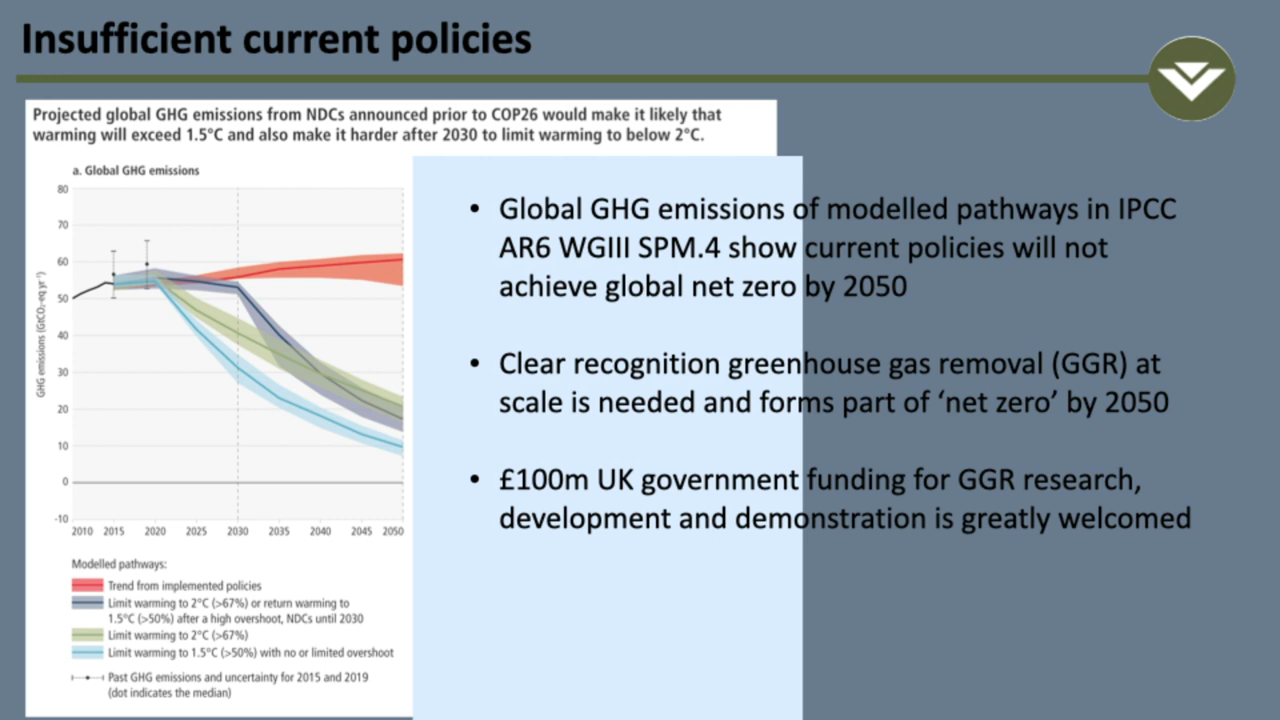 Insufficient current policies
Projected global GHG emissions from NDCs announced prior to COP26 would make it likely that
warming will exceed 1.5°C and also make it harder after 2030 to limit warming to below 2°C.
a. Global GHG emissions
GHG emissions (GtCO₂-eq yr⁻¹)
80
70
60
50
40
30
20
10
0
-10
2010 2015 2020 2025 2030 2035 2040 2045 2050
Modelled pathways:
Trend from implemented policies
Limit warming to 2°C (>67%) or return warming to
1.5°C (>50%) after a high overshoot, NDCs until 2030
Limit warming to 2°C (>67%)
Limit warming to 1.5°C (>50%) with no or limited overshoot
Past GHG emissions and uncertainty for 2015 and 2019
(dot indicates the median)
• Global GHG emissions of modelled pathways in IPCC
AR6 WGIII SPM.4 show current policies will not
achieve global net zero by 2050
• Clear recognition greenhouse gas removal (GGR) at
scale is needed and forms part of ‘net zero’ by 2050
• £100m UK government funding for GGR research,
development and demonstration is greatly welcomed